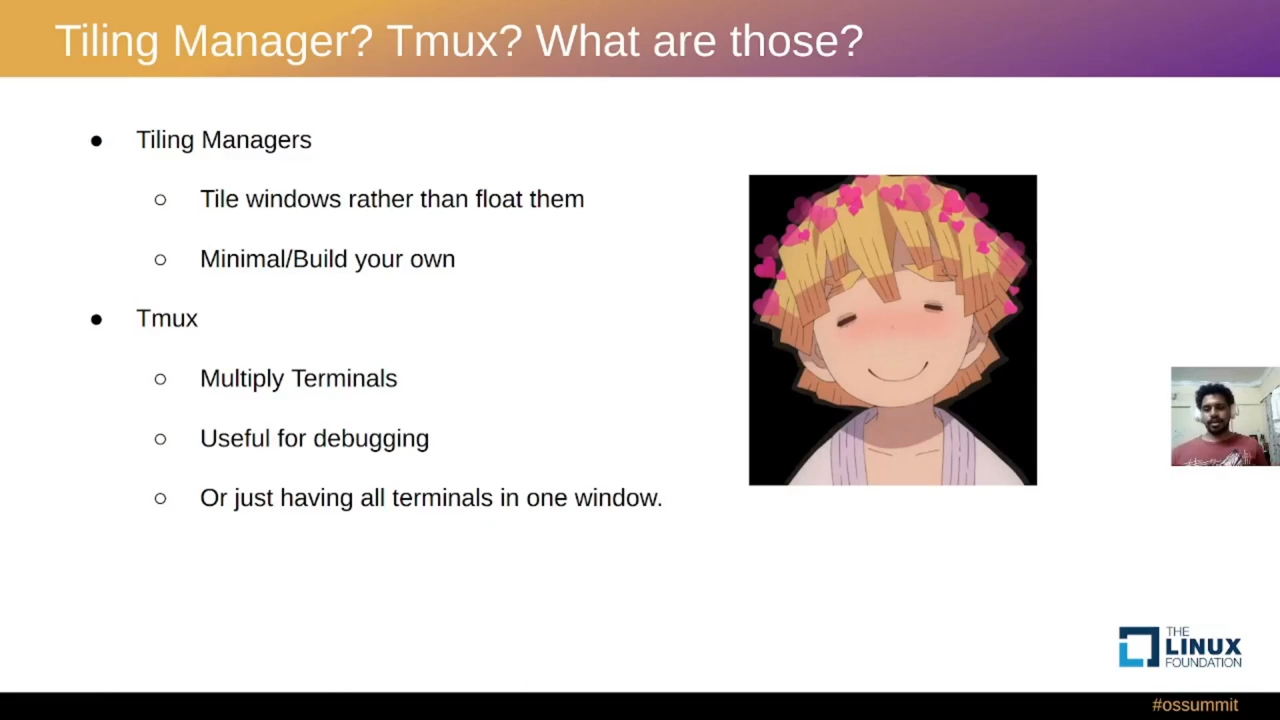 Tiling Manager? Tmux? What are those?
● Tiling Managers
○ Tile windows rather than float them
○ Minimal/Build your own
● Tmux
○ Multiply Terminals
○ Useful for debugging
○ Or just having all terminals in one window.
THE
LINUX
FOUNDATION
#ossummit